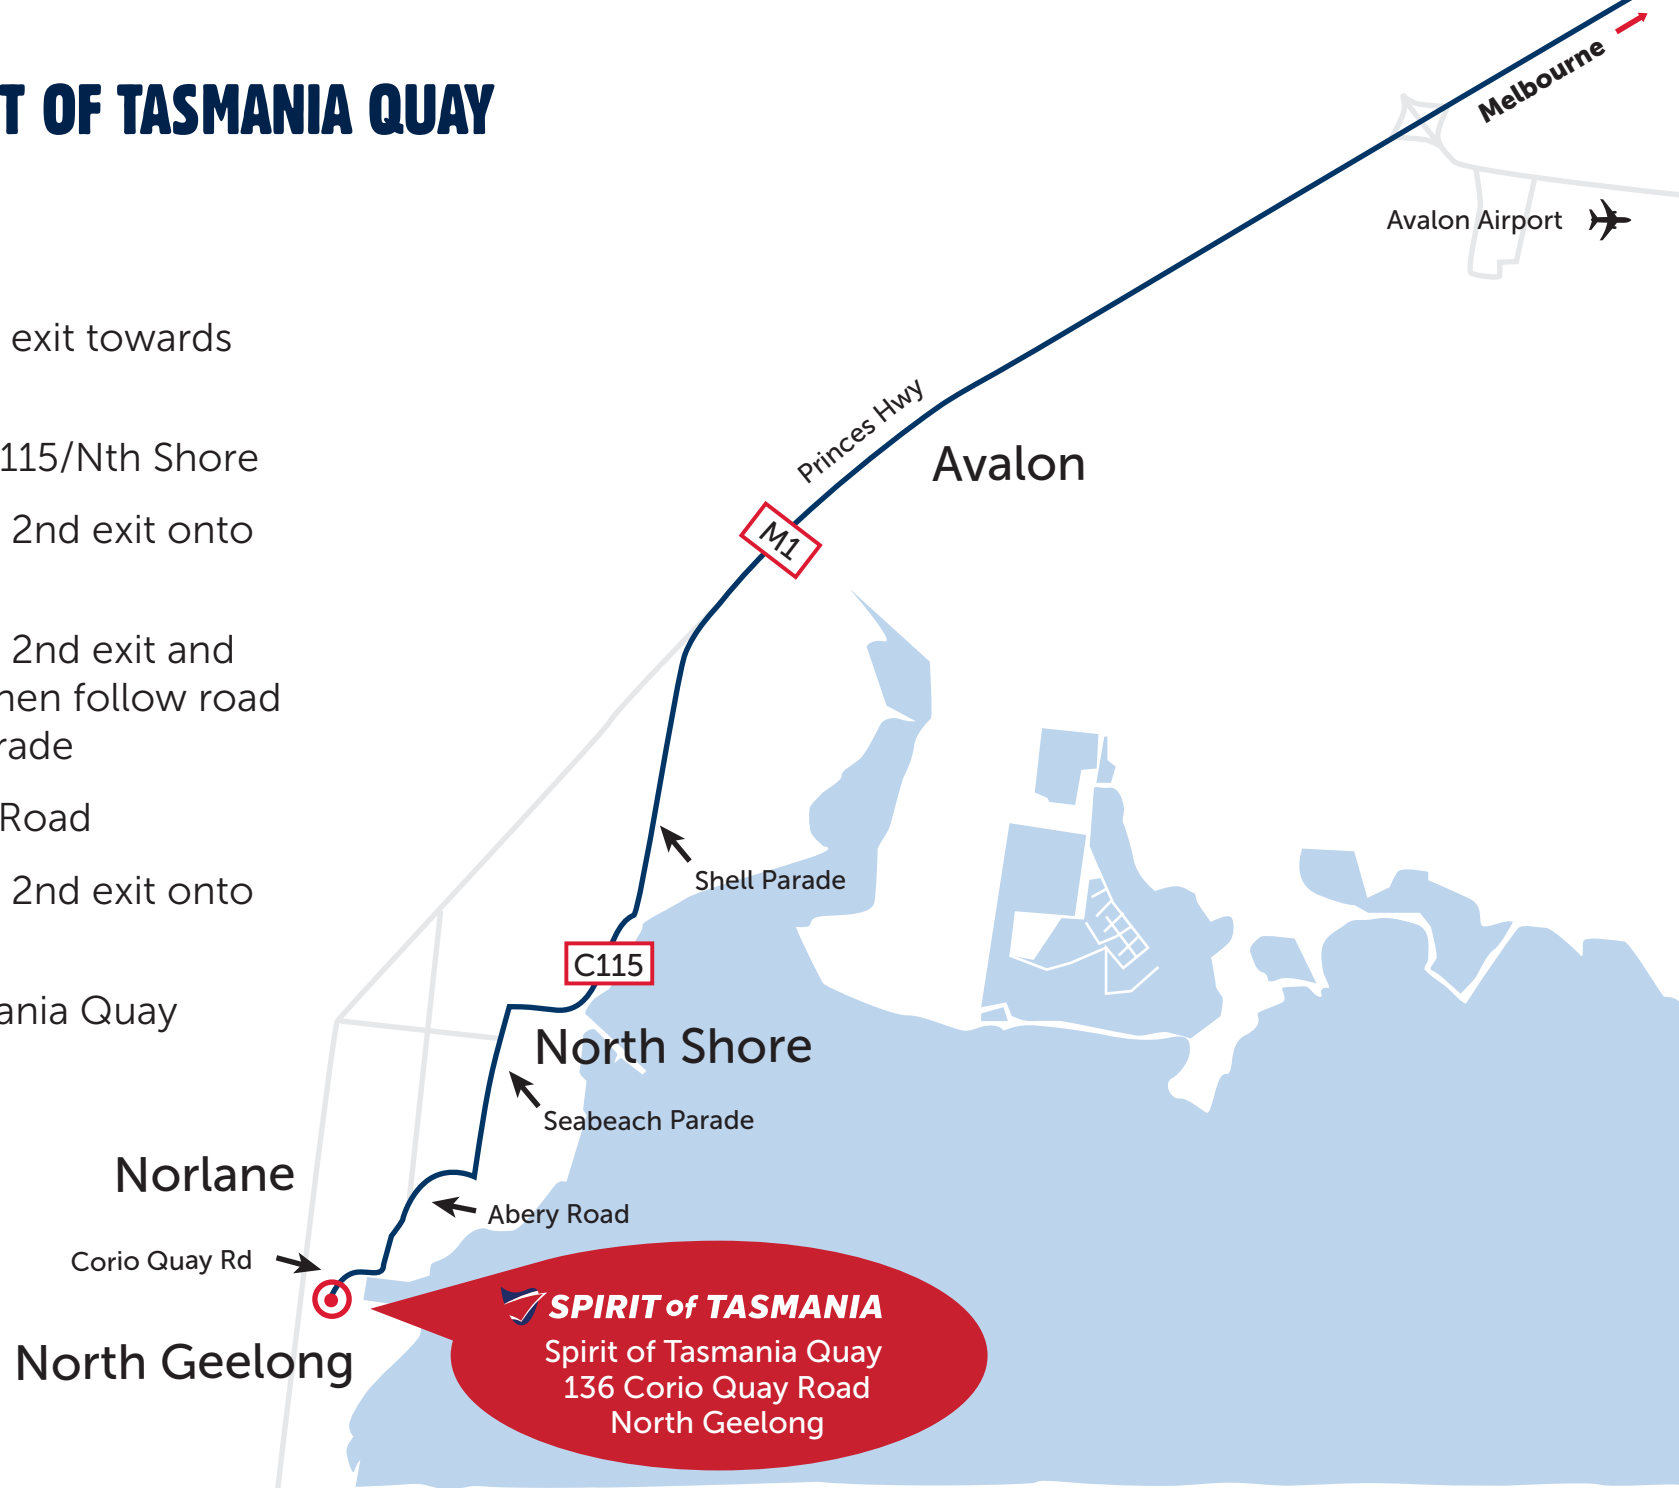 T OF TASMANIA QUAY
exit towards
115/Nth Shore
2nd exit onto
2nd exit and
hen follow road
rade
Road
2nd exit onto
ania Quay
Melbourne
Avalon Airport
Princes Hwy
Avalon
M1
Shell Parade
C115
North Shore
Seabeach Parade
Norlane
Abery Road
Corio Quay Rd
North Geelong
SPIRIT of TASMANIA
Spirit of Tasmania Quay
136 Corio Quay Road
North Geelong